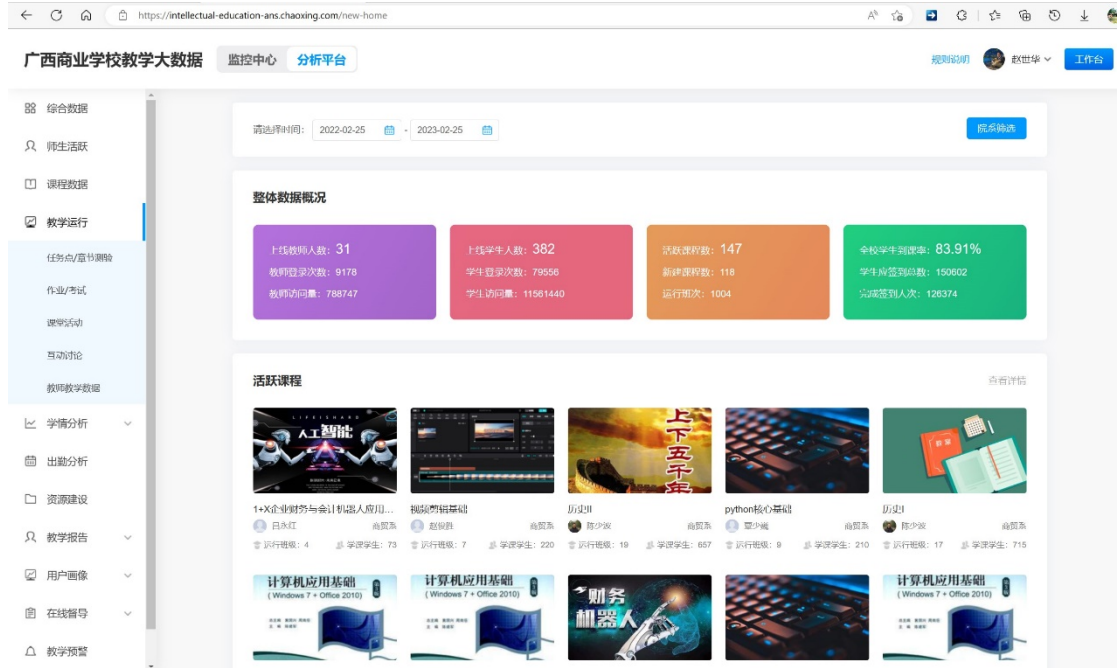 https://intellectual-education-ans.chaoxing.com/new-home
广西商业学校教学大数据
监控中心
分析平台
规则说明
赵世华
工作台
综合数据
师生活跃
课程数据
教学运行
任务点/章节测验
作业/考试
课堂活动
互动讨论
教师教学数据
学情分析
出勤分析
资源建设
教学报告
用户画像
在线督导
教学预警
请选择时间: 2022-02-25 - 2023-02-25
院系筛选
整体数据概况
上线教师人数: 31
教师登录次数: 9178
教师访问量: 788747
上线学生人数: 382
学生登录次数: 79556
学生访问量: 11561440
活跃课程数: 147
新建课程数: 118
运行班次: 1004
全校学生到课率: 83.91%
学生应签到总数: 150602
完成签到人次: 126374
活跃课程
查看详情
LIFEISHARD
人工智能
上下五千年
1+X企业财务与会计机器人应用...
吕永红 商贸系
运行班级: 4 学课学生: 73
视频剪辑基础
赵俊胜 商贸系
运行班级: 7 学课学生: 220
历史II
陈少波 商贸系
运行班级: 19 学课学生: 657
python核心基础
覃少巍 商贸系
运行班级: 9 学课学生: 210
历史I
陈少波 商贸系
运行班级: 17 学课学生: 715
计算机应用基础
( Windows 7 + Office 2010)
计算机应用基础
( Windows 7 + Office 2010)
财务
机器人
计算机应用基础
( Windows 7 + Office 2010)